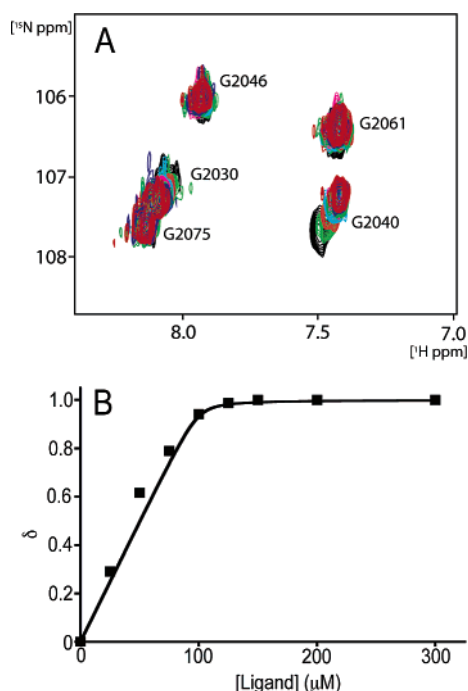 [¹⁵N ppm]
A
G2046
106
G2061
107
G2030
G2040
G2075
108
8.0
7.5
7.0
[¹H ppm]
B
1.0
0.8
0.6
δ
0.4
0.2
0
0
100
200
300
[Ligand] (μM)